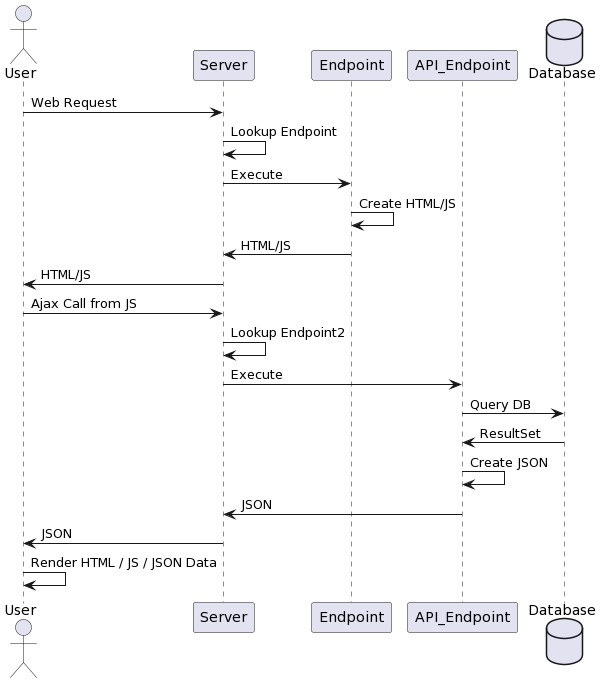 User
Server
Endpoint
API_Endpoint
Database
Web Request
Lookup Endpoint
Execute
Create HTML/JS
HTML/JS
HTML/JS
Ajax Call from JS
Lookup Endpoint2
Execute
Query DB
ResultSet
Create JSON
JSON
JSON
Render HTML / JS / JSON Data
User
Server
Endpoint
API_Endpoint
Database